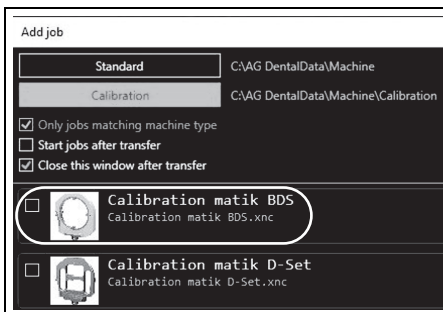 Add job
Standard C:\AG DentalData\Machine
Calibration C:\AG DentalData\Machine\Calibration
Only jobs matching machine type
Start jobs after transfer
Close this window after transfer
Calibration matik BDS
Calibration matik BDS.xnc
Calibration matik D-Set
Calibration matik D-Set.xnc